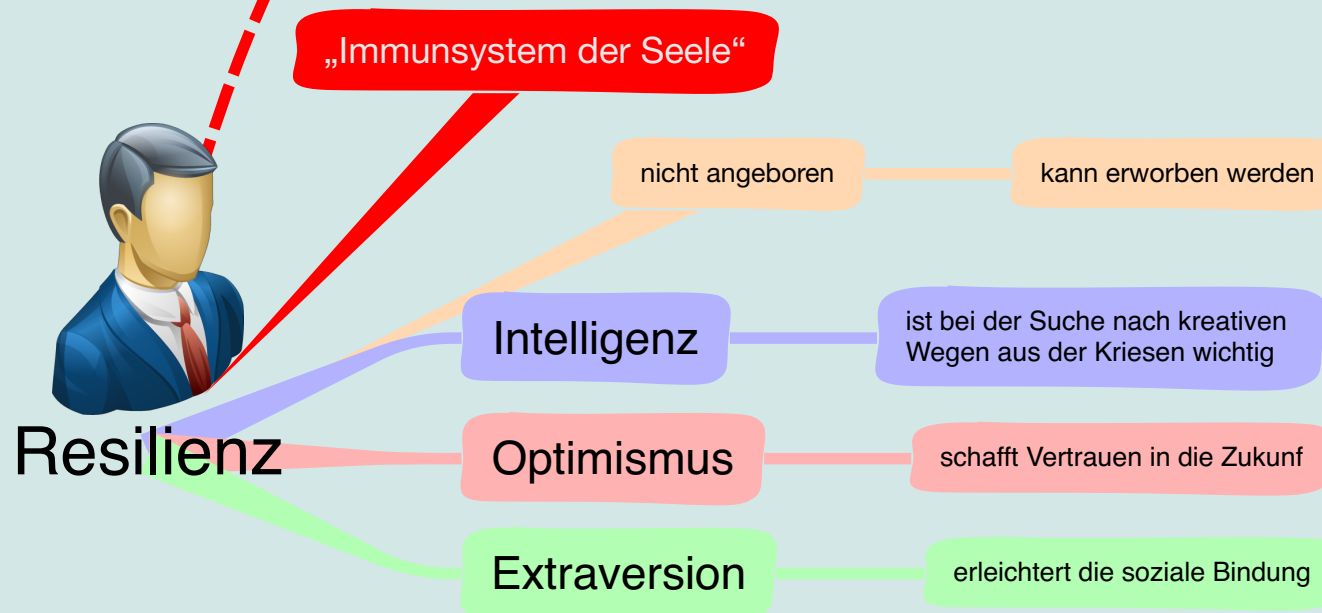 „Immunsystem der Seele“
nicht angeboren
kann erworben werden
Intelligenz
ist bei der Suche nach kreativen
Wegen aus der Kriesen wichtig
Resilienz
Optimismus
schafft Vertrauen in die Zukunf
Extraversion
erleichtert die soziale Bindung